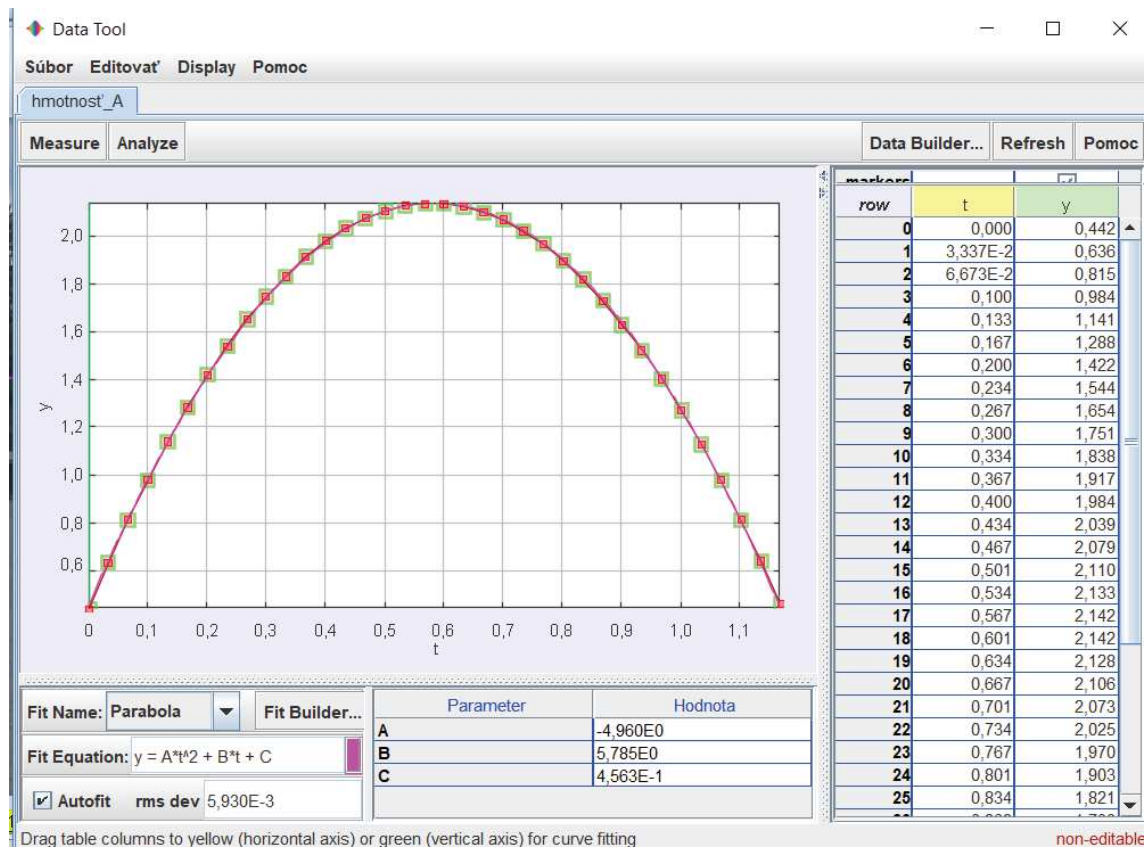 Data Tool
Súbor Editovať Display Pomoc
hmotnosť_A
Measure Analyze Data Builder... Refresh Pomoc
markers
row t y
0 0,000 0,442
1 3,337E-2 0,636
2 6,673E-2 0,815
3 0,100 0,984
4 0,133 1,141
5 0,167 1,288
6 0,200 1,422
7 0,234 1,544
8 0,267 1,654
9 0,300 1,751
10 0,334 1,838
11 0,367 1,917
12 0,400 1,984
13 0,434 2,039
14 0,467 2,079
15 0,501 2,110
16 0,534 2,133
17 0,567 2,142
18 0,601 2,142
19 0,634 2,128
20 0,667 2,106
21 0,701 2,073
22 0,734 2,025
23 0,767 1,970
24 0,801 1,903
25 0,834 1,821
2,0
1,8
1,6
1,4
1,2
1,0
0,8
0,6
y
0 0,1 0,2 0,3 0,4 0,5 0,6 0,7 0,8 0,9 1,0 1,1
t
Fit Name: Parabola Fit Builder...
Fit Equation: y = A*t^2 + B*t + C
Autofit rms dev 5,930E-3
Parameter Hodnota
A -4,960E0
B 5,785E0
C 4,563E-1
Drag table columns to yellow (horizontal axis) or green (vertical axis) for curve fitting non-editable